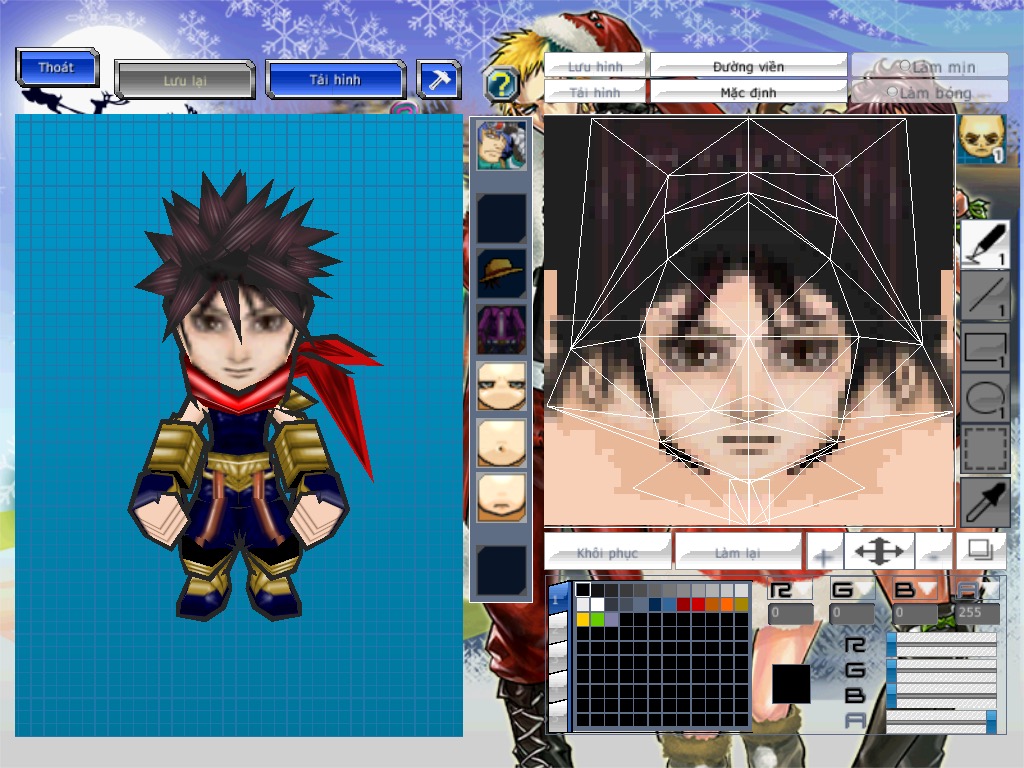 Thoát
Lưu lại
Tải hình
?
Lưu hình
Đường viền
Làm mịn
Tải hình
Mặc định
Làm bóng
1
1
1
1
1
Khôi phục
Làm lại
+
-
1
R
G
B
A
0
0
0
255
R
G
B
A